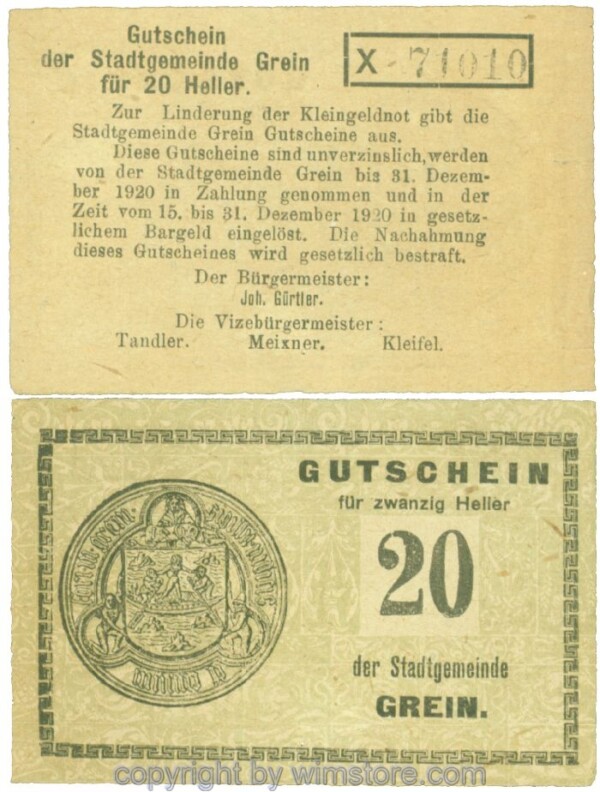 Gutschein
der Stadtgemeinde Grein
für 20 Heller.
X 71010
Zur Linderung der Kleingeldnot gibt die
Stadtgemeinde Grein Gutscheine aus.
Diese Gutscheine sind unverzinslich, werden
von der Stadtgemeinde Grein bis 31. Dezem-
ber 1920 in Zahlung genommen und in der
Zeit vom 15. bis 31. Dezember 1920 in gesetz-
lichem Bargeld eingelöst. Die Nachahmung
dieses Gutscheines wird gesetzlich bestraft.
Der Bürgermeister:
Joh. Gürtler.
Die Vizebürgermeister:
Tandler. Meixner. Kleifel.
GUTSCHEIN
für zwanzig Heller
20
der Stadtgemeinde
GREIN.
copyright by wimstore.com